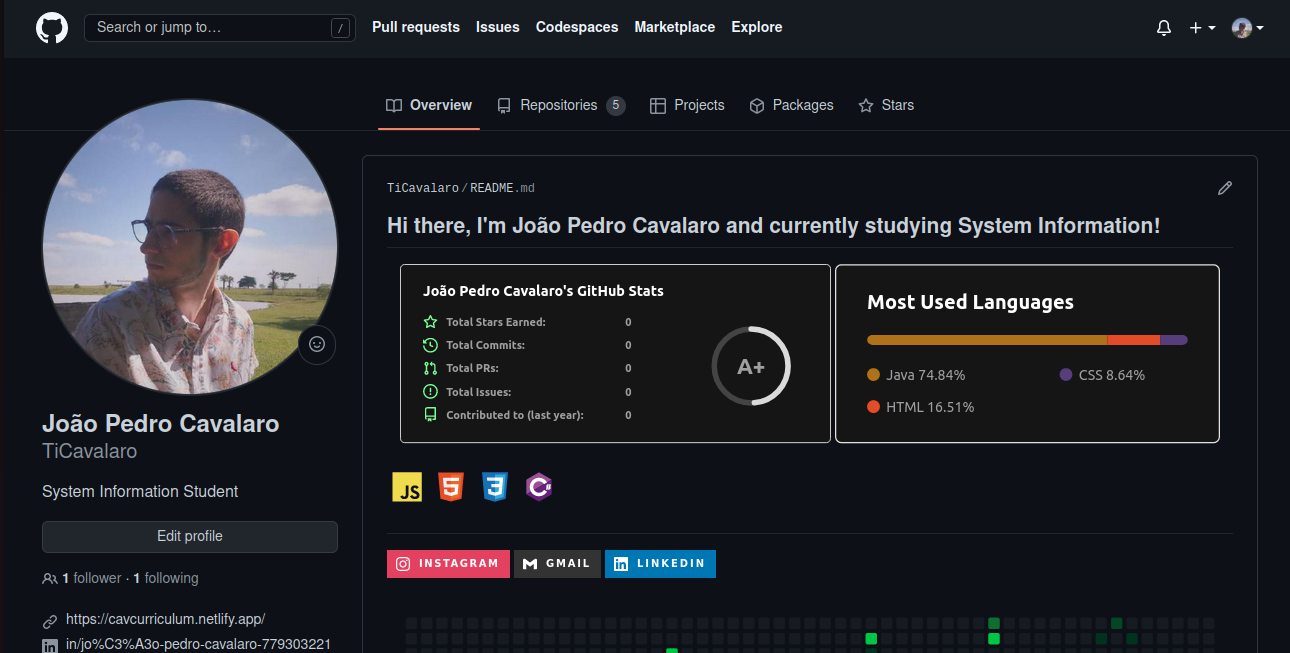 Search or jump to… /
Pull requests Issues Codespaces Marketplace Explore
Overview Repositories 5 Projects Packages Stars
TiCavalaro/README.md
Hi there, I'm João Pedro Cavalaro and currently studying System Information!
João Pedro Cavalaro's GitHub Stats
Total Stars Earned: 0
Total Commits: 0
Total PRs: 0
Total Issues: 0
Contributed to (last year): 0
A+
Most Used Languages
Java 74.84%
CSS 8.64%
HTML 16.51%
JS 5 3 C#
INSTAGRAM GMAIL LINKEDIN
João Pedro Cavalaro
TiCavalaro
System Information Student
Edit profile
1 follower · 1 following
https://cavcurriculum.netlify.app/
in/jo%C3%A3o-pedro-cavalaro-779303221